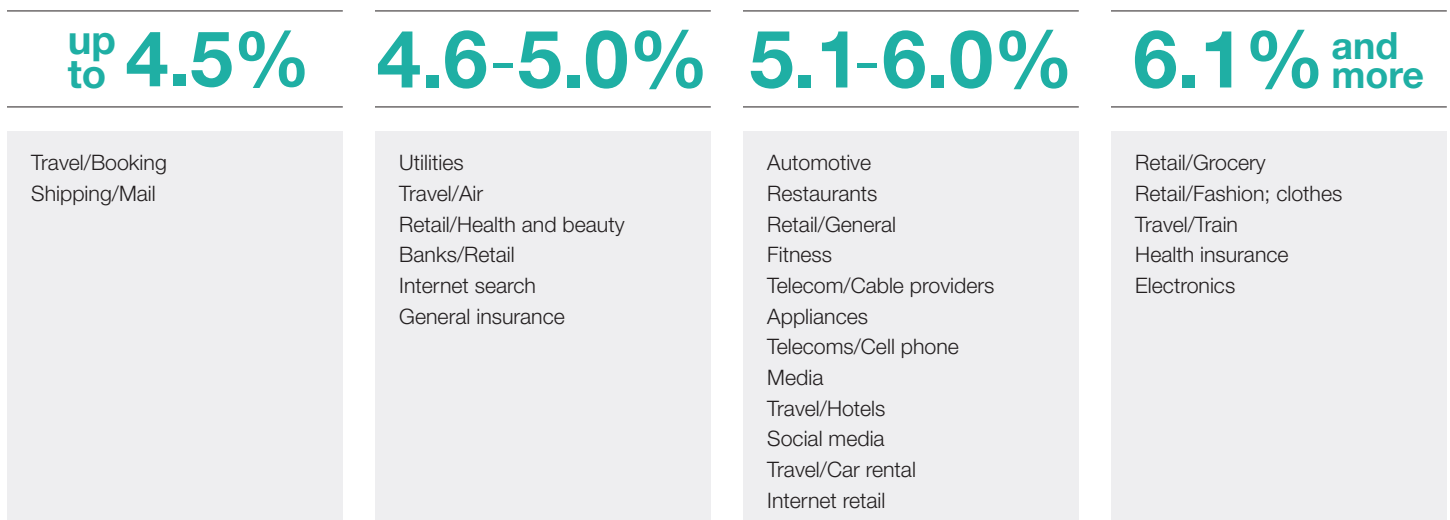 up to 4.5%
Travel/Booking
Shipping/Mail
4.6-5.0%
Utilities
Travel/Air
Retail/Health and beauty
Banks/Retail
Internet search
General insurance
5.1-6.0%
Automotive
Restaurants
Retail/General
Fitness
Telecom/Cable providers
Appliances
Telecoms/Cell phone
Media
Travel/Hotels
Social media
Travel/Car rental
Internet retail
6.1% and more
Retail/Grocery
Retail/Fashion; clothes
Travel/Train
Health insurance
Electronics